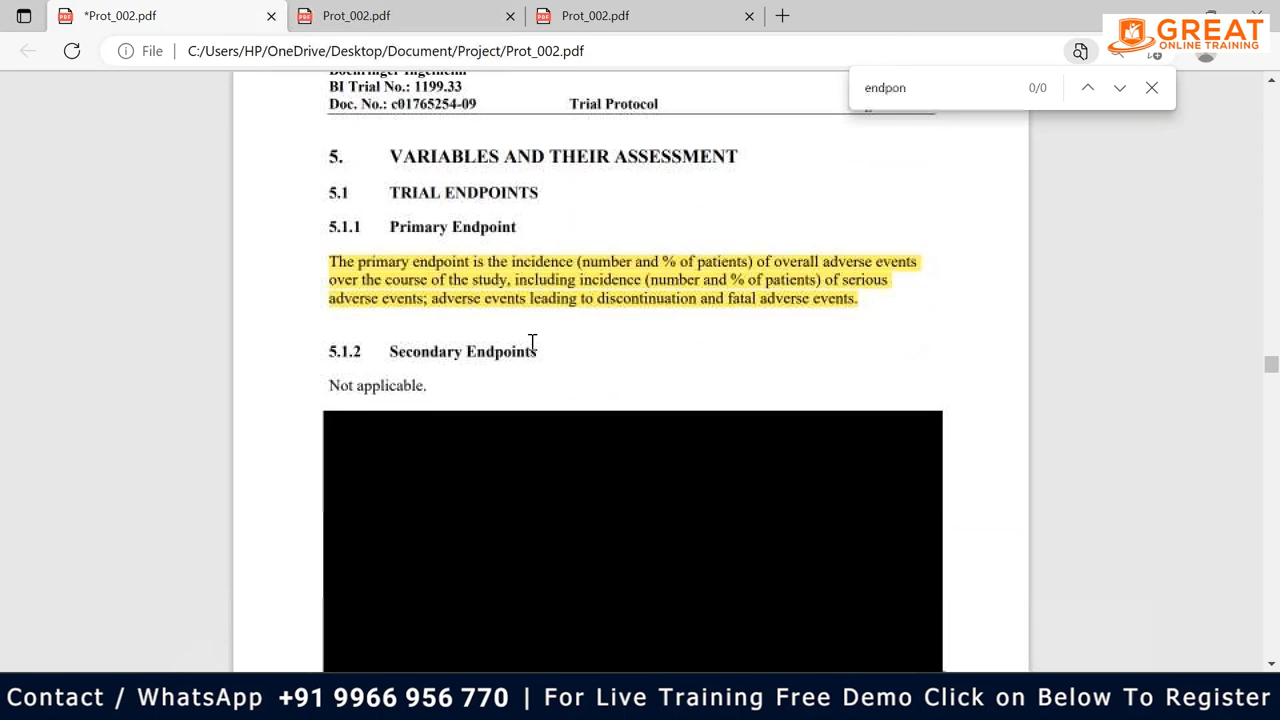 *Prot_002.pdf
Prot_002.pdf
Prot_002.pdf
File
C:/Users/HP/OneDrive/Desktop/Document/Project/Prot_002.pdf
GREAT
ONLINE TRAINING
endpon
0/0
Boehringer Ingelheim
BI Trial No.: 1199.33
Doc. No.: c01765254-09 Trial Protocol
5. VARIABLES AND THEIR ASSESSMENT
5.1 TRIAL ENDPOINTS
5.1.1 Primary Endpoint
The primary endpoint is the incidence (number and % of patients) of overall adverse events
over the course of the study, including incidence (number and % of patients) of serious
adverse events; adverse events leading to discontinuation and fatal adverse events.
5.1.2 Secondary Endpoints
Not applicable.
Contact / WhatsApp +91 9966 956 770 | For Live Training Free Demo Click on Below To Register